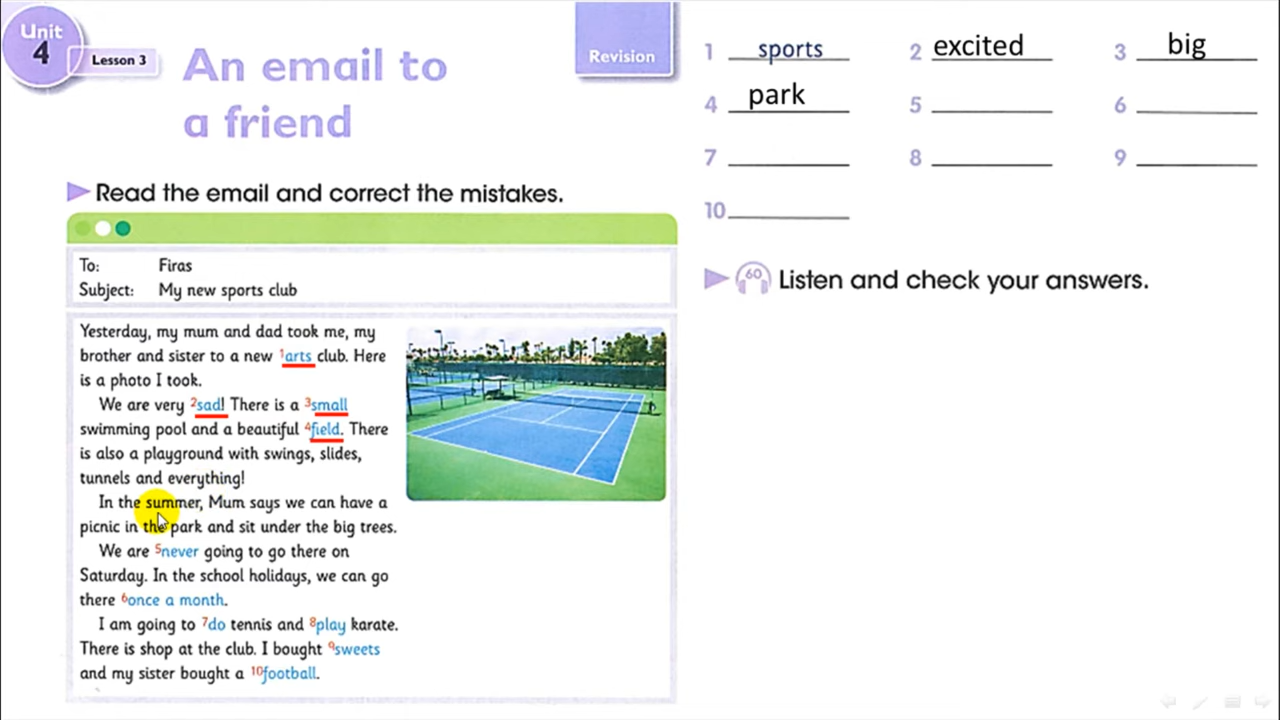 Unit
4
Lesson 3
An email to
a friend
Revision
Read the email and correct the mistakes.
To: Firas
Subject: My new sports club
Yesterday, my mum and dad took me, my
brother and sister to a new 1arts club. Here
is a photo I took.
We are very 2sad! There is a 3small
swimming pool and a beautiful 4field. There
is also a playground with swings, slides,
tunnels and everything!
In the summer, Mum says we can have a
picnic in the park and sit under the big trees.
We are 5never going to go there on
Saturday. In the school holidays, we can go
there 6once a month.
I am going to 7do tennis and 8play karate.
There is shop at the club. I bought 9sweets
and my sister bought a 10football.
1 sports 2 excited 3 big
4 park 5 6
7 8 9
10
60 Listen and check your answers.